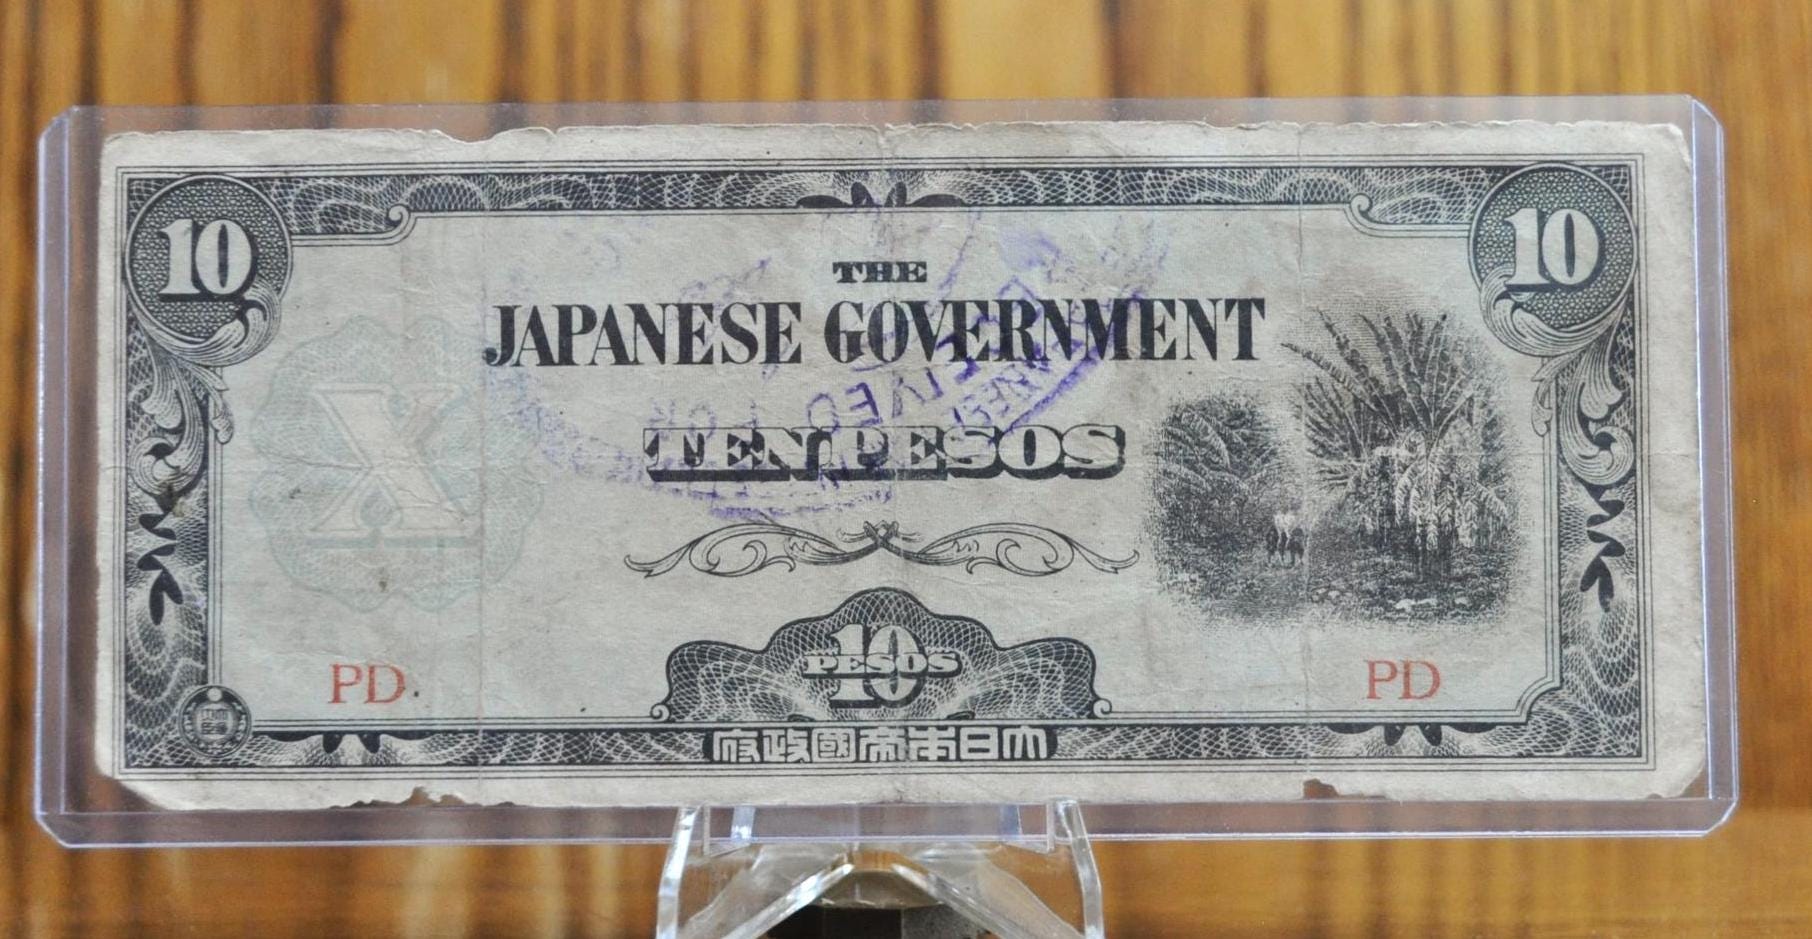 10
10
THE
JAPANESE GOVERNMENT
X
TEN PESOS
10
PESOS
PD
PD
府政國帝本日大